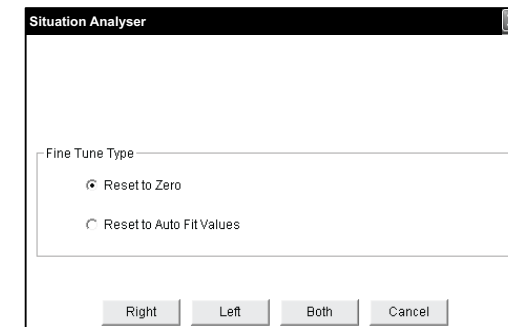 Situation Analyser
Fine Tune Type
Reset to Zero
Reset to Auto Fit Values
Right Left Both Cancel